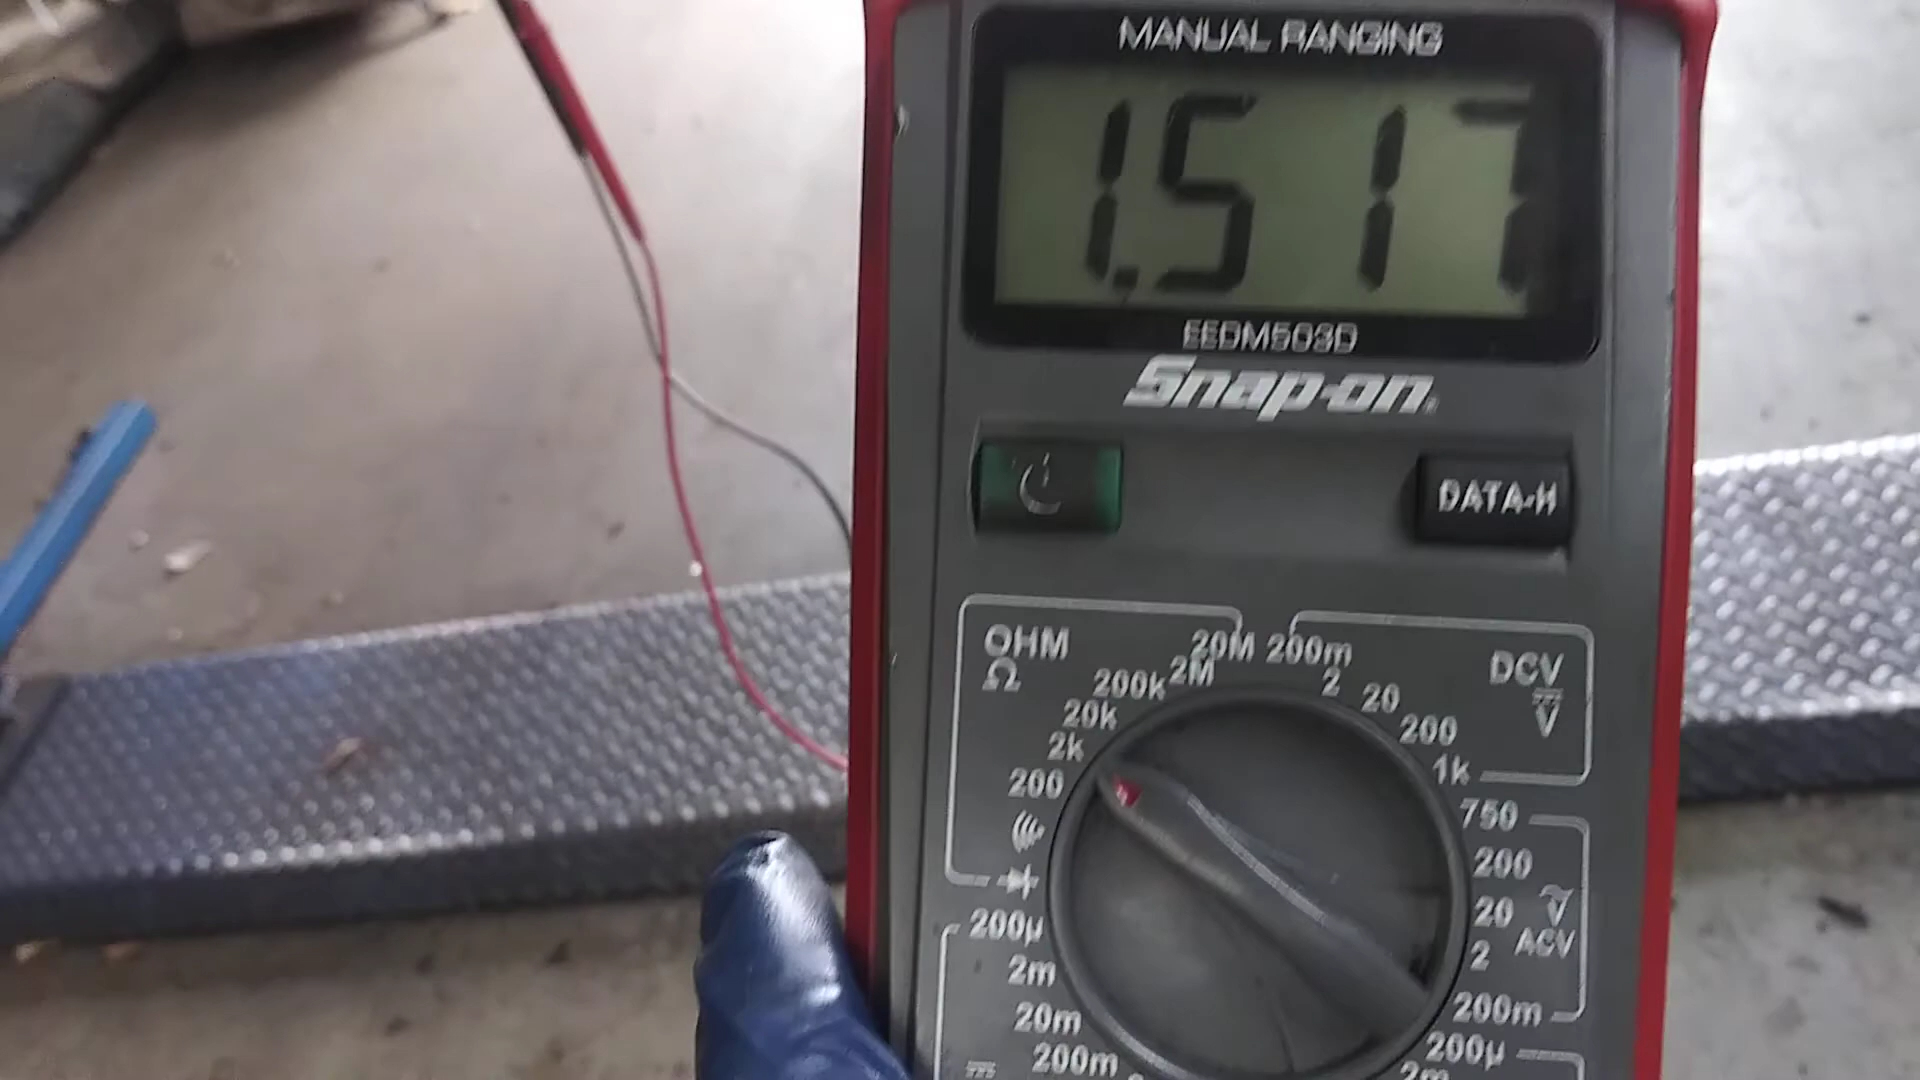 MANUAL RANGING
1.517
EEDM503D
Snap-on
DATA-H
OHM
Ω
200
2k
20k
200k
2M
20M
200m
2
20
200
1k
DCV
V
750
200
20
2
200m
V
ACV
200µ
2m
20m
200m
200µ
2m